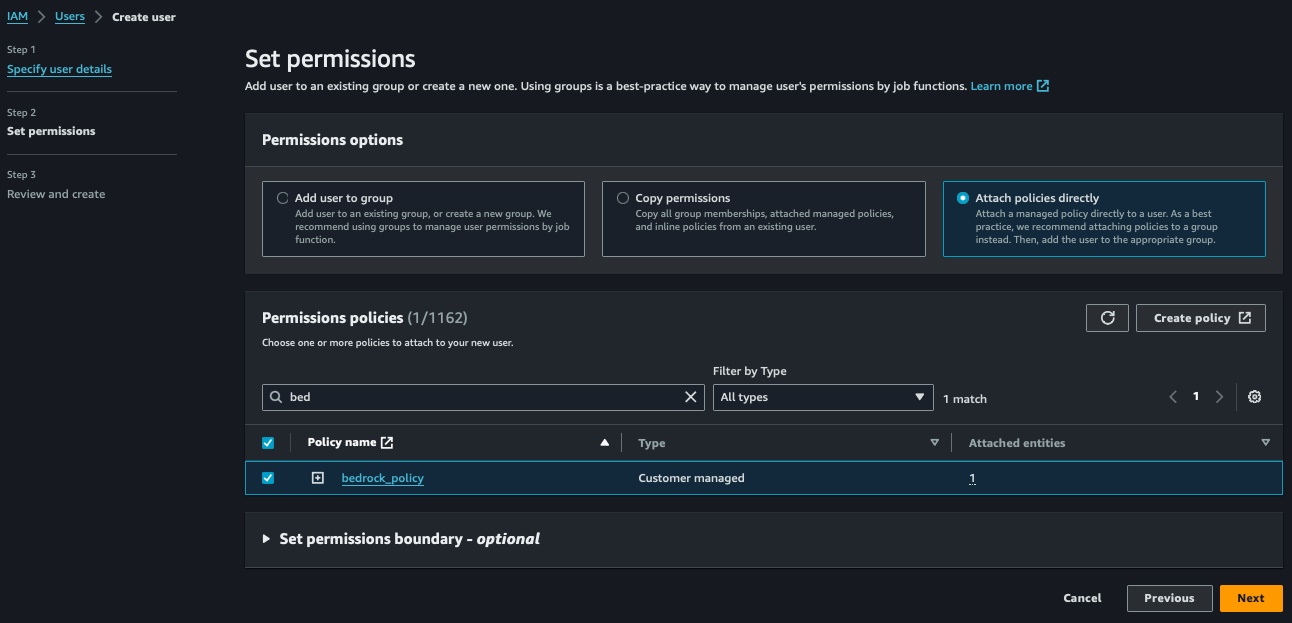 IAM > Users > Create user
Step 1
Specify user details
Step 2
Set permissions
Step 3
Review and create
Set permissions
Add user to an existing group or create a new one. Using groups is a best-practice way to manage user's permissions by job functions. Learn more
Permissions options
Add user to group
Add user to an existing group, or create a new group. We
recommend using groups to manage user permissions by job
function.
Copy permissions
Copy all group memberships, attached managed policies,
and inline policies from an existing user.
Attach policies directly
Attach a managed policy directly to a user. As a best
practice, we recommend attaching policies to a group
instead. Then, add the user to the appropriate group.
Permissions policies (1/1162)
Choose one or more policies to attach to your new user.
Create policy
Filter by Type
bed
All types
1 match
1
Policy name
Type
Attached entities
bedrock_policy
Customer managed
1
Set permissions boundary - optional
Cancel
Previous
Next